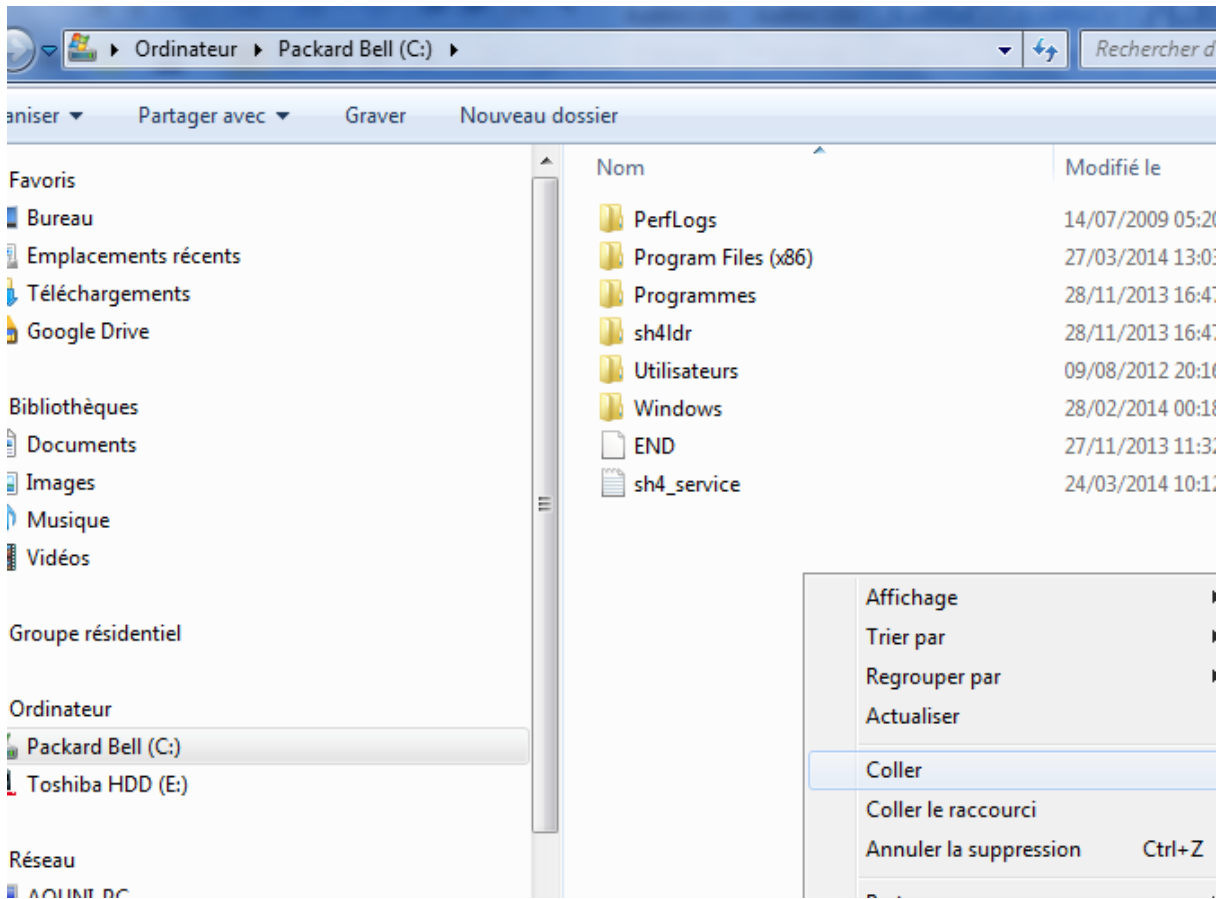 Ordinateur Packard Bell (C:)
Rechercher d
aniser Partager avec Graver Nouveau dossier
Favoris
Bureau
Emplacements récents
Téléchargements
Google Drive
Bibliothèques
Documents
Images
Musique
Vidéos
Groupe résidentiel
Ordinateur
Packard Bell (C:)
Toshiba HDD (E:)
Réseau
Nom Modifié le
PerfLogs 14/07/2009 05:20
Program Files (x86) 27/03/2014 13:03
Programmes 28/11/2013 16:47
sh4ldr 28/11/2013 16:47
Utilisateurs 09/08/2012 20:16
Windows 28/02/2014 00:18
END 27/11/2013 11:32
sh4_service 24/03/2014 10:12
Affichage
Trier par
Regrouper par
Actualiser
Coller
Coller le raccourci
Annuler la suppression Ctrl+Z